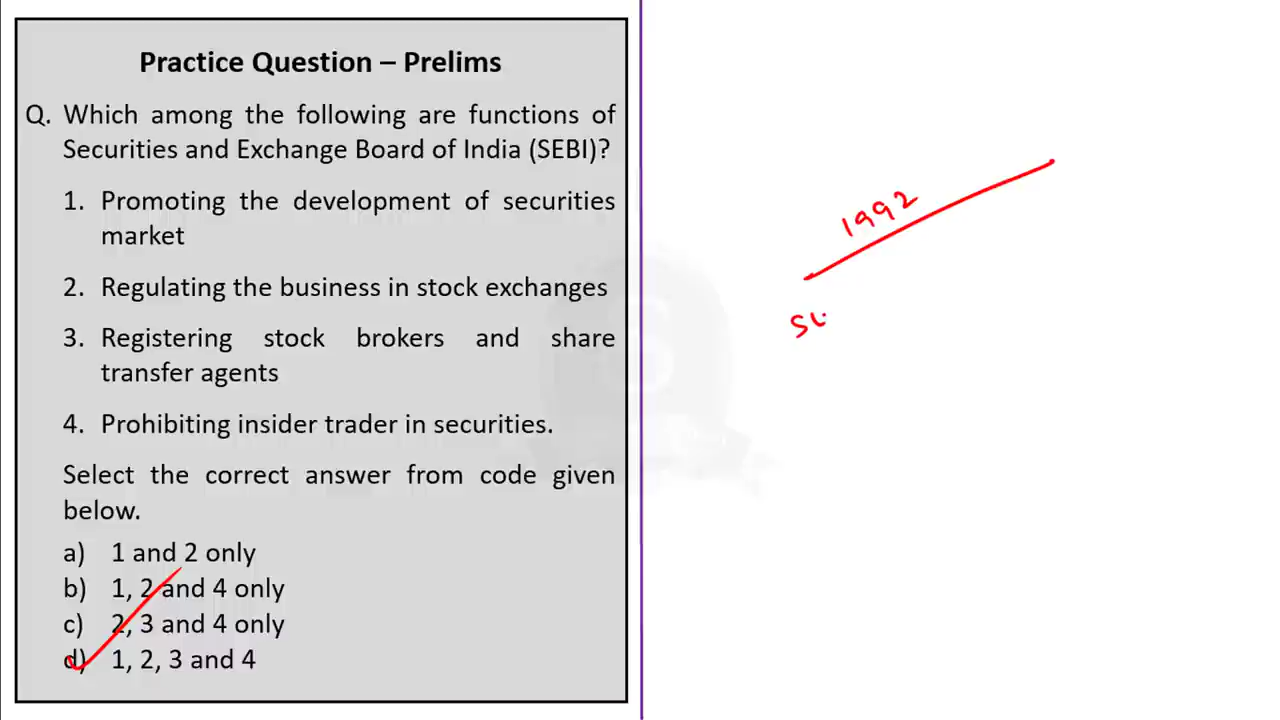 Practice Question – Prelims
Q. Which among the following are functions of
Securities and Exchange Board of India (SEBI)?
1. Promoting the development of securities
market
2. Regulating the business in stock exchanges
3. Registering stock brokers and share
transfer agents
4. Prohibiting insider trader in securities.
Select the correct answer from code given
below.
a) 1 and 2 only
b) 1, 2 and 4 only
c) 2, 3 and 4 only
d) 1, 2, 3 and 4
1992